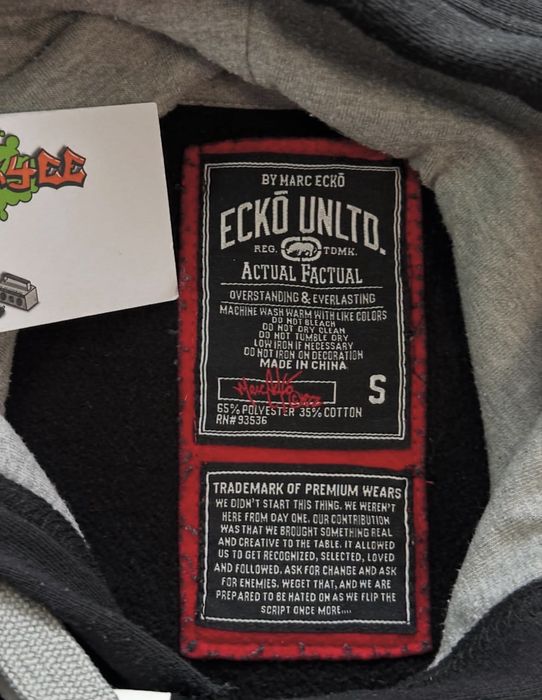 BY MARC ECKŌ
ECKŌ UNLTD.
REG. TDMK.
ACTUAL FACTUAL
OVERSTANDING & EVERLASTING
MACHINE WASH WARM WITH LIKE COLORS
DO NOT BLEACH
DO NOT DRY CLEAN
DO NOT TUMBLE DRY
LOW IRON IF NECESSARY
DO NOT IRON ON DECORATION
MADE IN CHINA
S
65% POLYESTER 35% COTTON
RN#93536
TRADEMARK OF PREMIUM WEARS
WE DIDN'T START THIS THING. WE WEREN'T
HERE FROM DAY ONE. OUR CONTRIBUTION
WAS THAT WE BROUGHT SOMETHING REAL
AND CREATIVE TO THE TABLE. IT ALLOWED
US TO GET RECOGNIZED, SELECTED, LOVED
AND FOLLOWED. ASK FOR CHANGE AND ASK
FOR ENEMIES. WEGET THAT, AND WE ARE
PREPARED TO BE HATED ON AS WE FLIP THE
SCRIPT ONCE MORE....